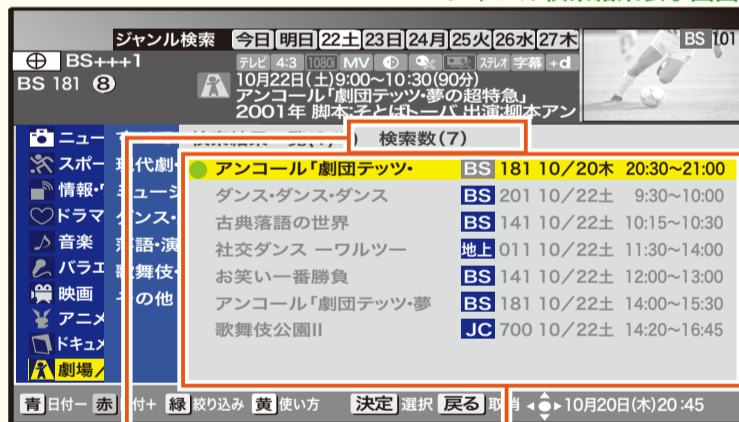 ジャンル検索 今日 明日 22土 23日 24月 25火 26水 27木
BS+++1
テレビ 4:3 1080i MV ステレオ 字幕 +d
BS 101
BS 181 ⑧
10月22日(土)9:00~10:30(90分)
アンコール「劇団テッツ・夢の超特急」
2001年 脚本:そとばトーバ 出演:柳本アン
検索数(7)
ニュー
スポー
情報・
ドラマ
音楽
バラエ
映画
アニメ
ドキュメ
劇場/
代劇・
ュージ
ンス・
語・演
舞伎・
の他
アンコール「劇団テッツ・ BS 181 10/20木 20:30~21:00
ダンス・ダンス・ダンス BS 201 10/22土 9:30~10:00
古典落語の世界 BS 141 10/22土 10:15~10:30
社交ダンス ーワルツー 地上 011 10/22土 11:30~14:00
お笑い一番勝負 BS 141 10/22土 12:00~13:00
アンコール「劇団テッツ・夢 BS 181 10/22土 14:00~15:30
歌舞伎公園II JC 700 10/22土 14:20~16:45
青 日付ー 赤 付+ 緑 絞り込み 黄 使い方 決定 選択 戻る 取 消 10月20日(木)20:45